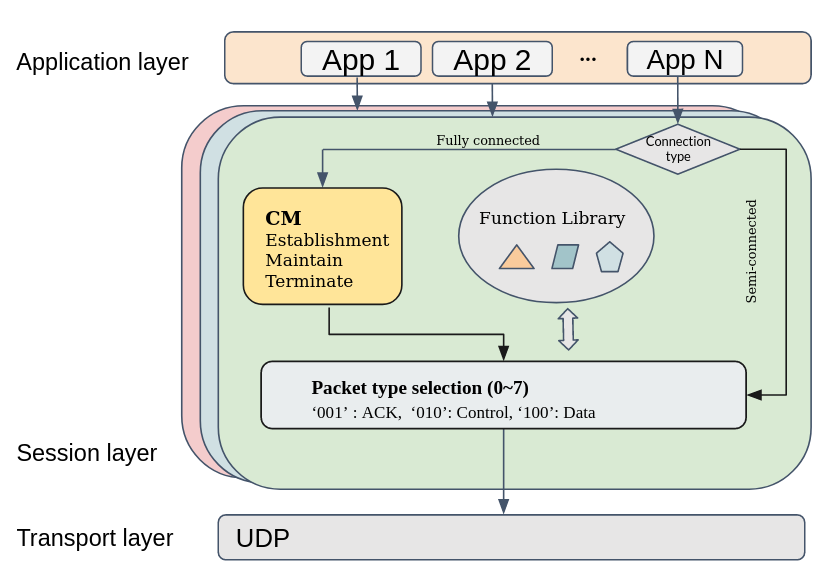 Application layer
App 1
App 2
...
App N
Connection
type
Fully connected
CM
Establishment
Maintain
Terminate
Function Library
Semi-connected
Packet type selection (0~7)
‘001’ : ACK,  ‘010’: Control, ‘100’: Data
Session layer
Transport layer
UDP